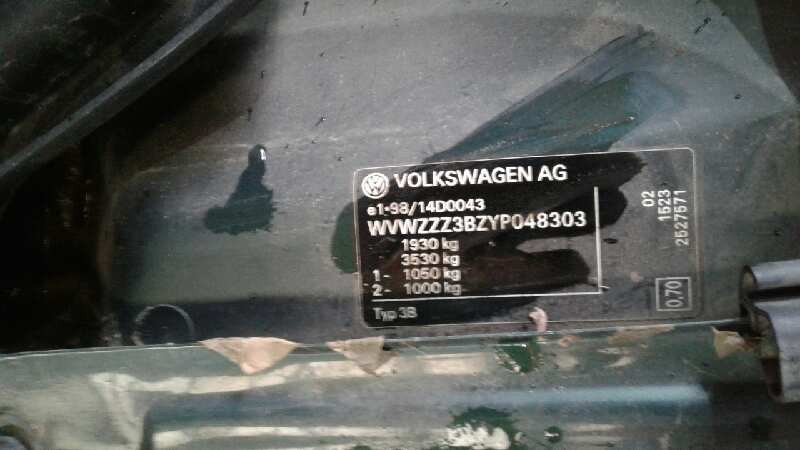 VOLKSWAGEN AG
e1*98/14D0043
WVWZZZ3BZYP048303
1930 kg
3530 kg
1- 1050 kg
2- 1000 kg
Typ 3B
02
1523
2527571
0,70